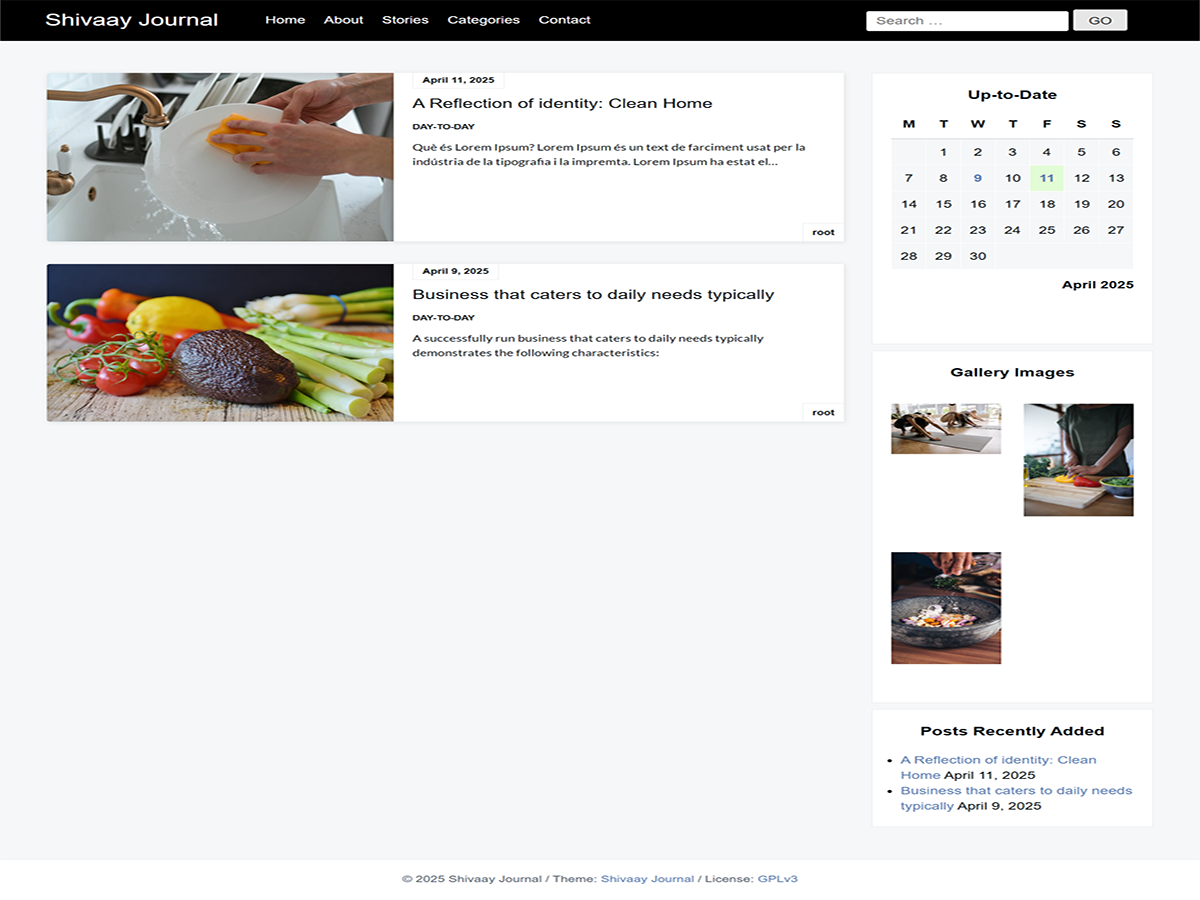 Shivaay Journal
Home About Stories Categories Contact
Search …
GO
April 11, 2025
A Reflection of identity: Clean Home
DAY-TO-DAY
Què és Lorem Ipsum? Lorem Ipsum és un text de farciment usat per la
indústria de la tipografia i la impremta. Lorem Ipsum ha estat el…
root
April 9, 2025
Business that caters to daily needs typically
DAY-TO-DAY
A successfully run business that caters to daily needs typically
demonstrates the following characteristics:
root
Up-to-Date
M T W T F S S
1 2 3 4 5 6
7 8 9 10 11 12 13
14 15 16 17 18 19 20
21 22 23 24 25 26 27
28 29 30
April 2025
Gallery Images
Posts Recently Added
A Reflection of identity: Clean
Home April 11, 2025
Business that caters to daily needs
typically April 9, 2025
© 2025 Shivaay Journal / Theme: Shivaay Journal / License: GPLv3